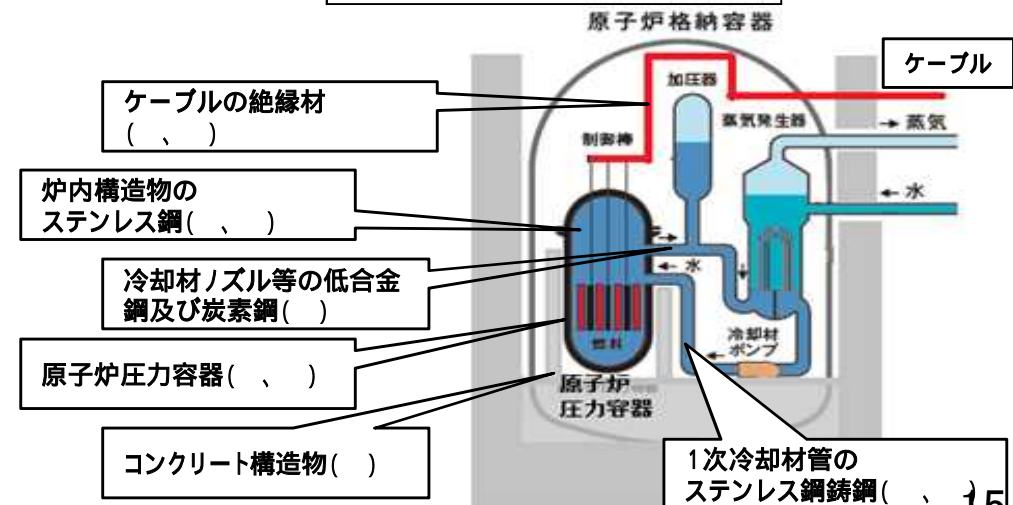 原子炉格納容器
ケーブル
ケーブルの絶縁材
(　、　)
加圧器
蒸気発生器
→ 蒸気
制御棒
炉内構造物の
ステンレス鋼(　、　)
← 水
冷却材ノズル等の低合金
鋼及び炭素鋼(　)
← 水
原子炉圧力容器(　、　)
燃料
冷却材
ポンプ
原子炉
圧力容器
コンクリート構造物(　)
1次冷却材管の
ステンレス鋼鋳鋼(　、　)
15